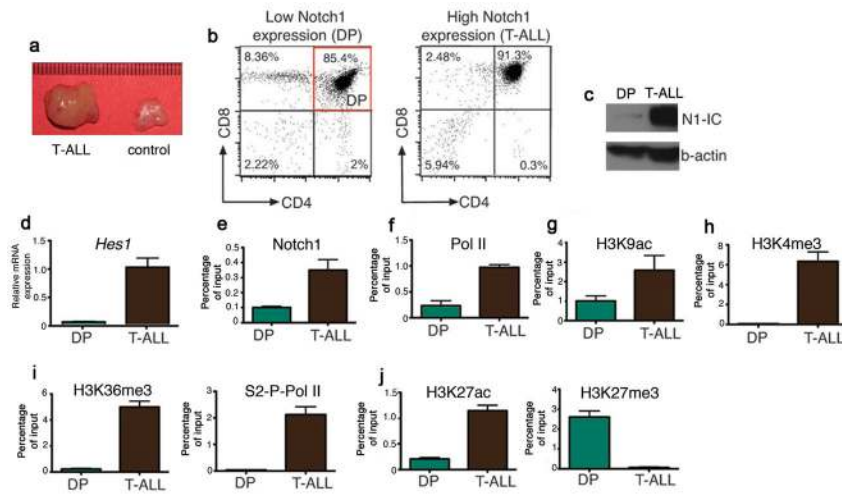 a
T-ALL
control
b
Low Notch1
expression (DP)
High Notch1
expression (T-ALL)
8.36%
85.4%
DP
2.22%
2%
CD8
CD4
2.48%
91.3%
5.94%
0.3%
CD8
CD4
c
DP T-ALL
N1-IC
b-actin
d
Hes1
Relative mRNA
expression
1.5
1.0
0.5
0
DP T-ALL
e
Notch1
Percentage
of input
0.5
0.4
0.3
0.2
0.1
0
DP T-ALL
f
Pol II
Percentage
of input
1.5
1.0
0.5
0
DP T-ALL
g
H3K9ac
Percentage
of input
4
3
2
1
0
DP T-ALL
h
H3K4me3
Percentage
of input
8
6
4
2
0
DP T-ALL
i
H3K36me3
Percentage
of input
6
4
2
0
DP T-ALL
S2-P-Pol II
Percentage
of input
3
2
1
0
DP T-ALL
j
H3K27ac
Percentage
of input
1.5
1.0
0.5
0
DP T-ALL
H3K27me3
Percentage
of input
4
3
2
1
0
DP T-ALL